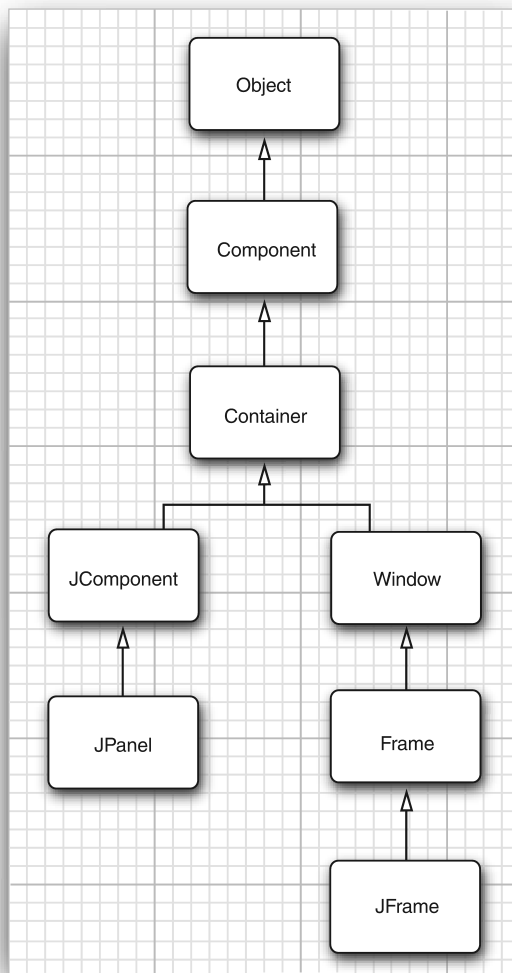 Object
Component
Container
JComponent
Window
JPanel
Frame
JFrame